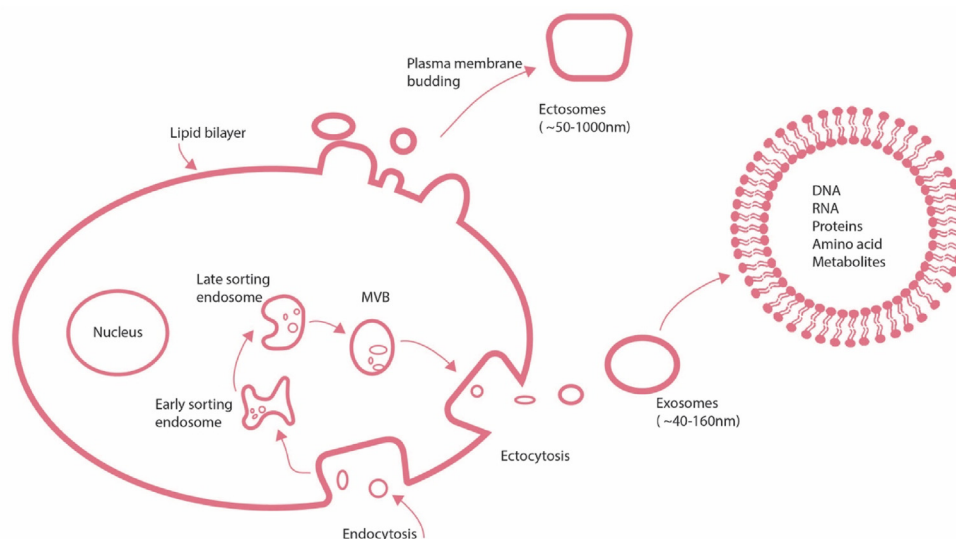 Plasma membrane
budding
Ectosomes
(~50-1000nm)
Lipid bilayer
DNA
RNA
Proteins
Amino acid
Metabolites
Late sorting
endosome
MVB
Nucleus
Early sorting
endosome
Exosomes
(~40-160nm)
Ectocytosis
Endocytosis